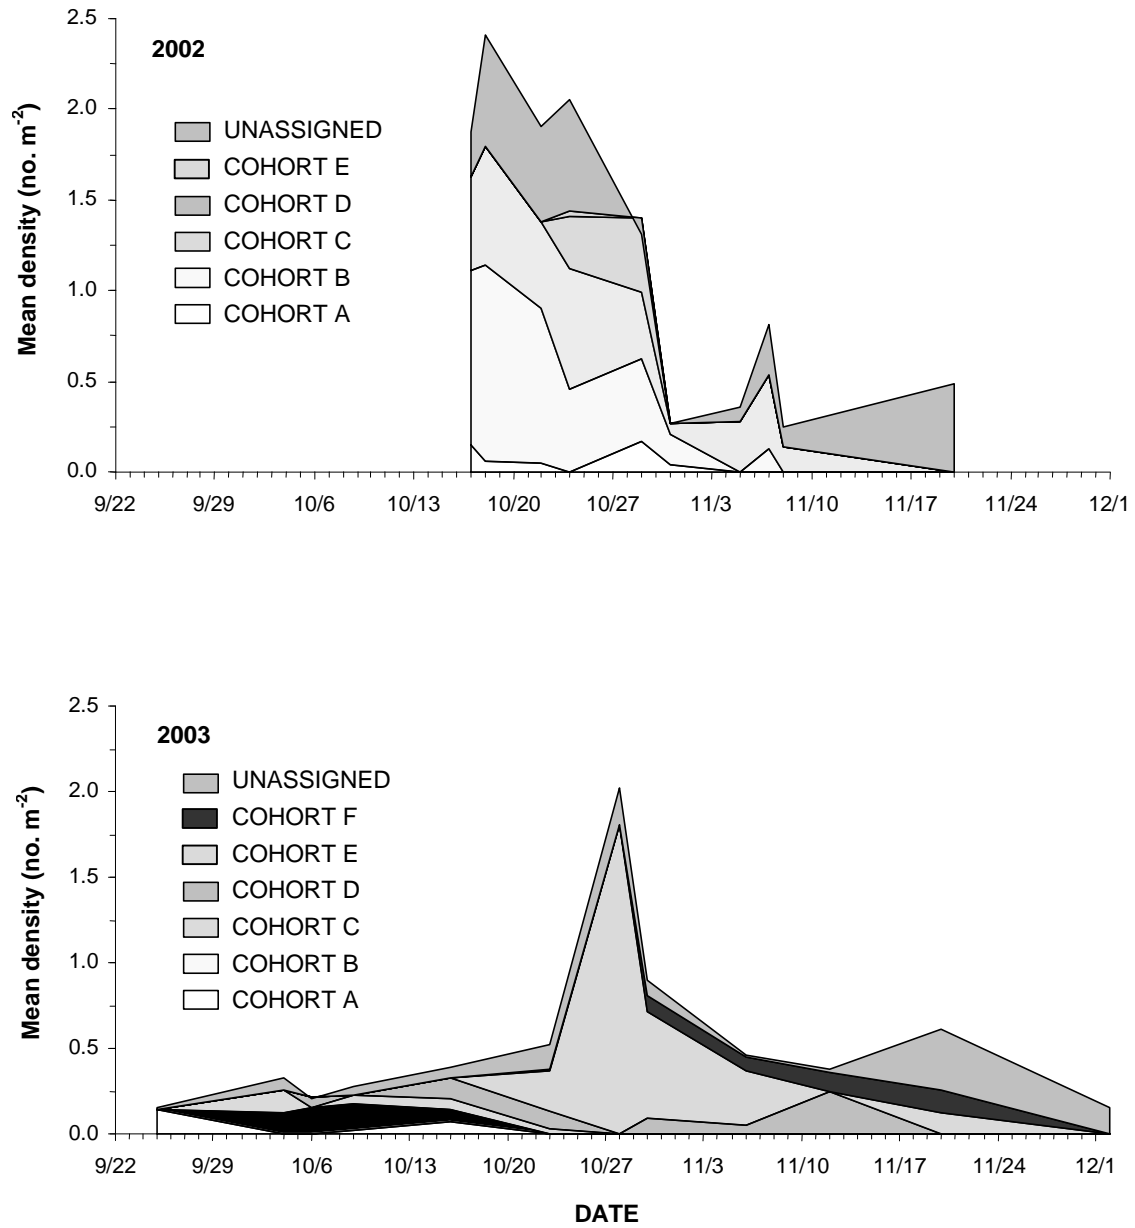 2.5
2002
2.0
UNASSIGNED
COHORT E
1.5
COHORT D
COHORT C
1.0
COHORT B
COHORT A
0.5
0.0
Mean density (no. m-2)
9/22 9/29 10/6 10/13 10/20 10/27 11/3 11/10 11/17 11/24 12/1
2.5
2003
UNASSIGNED
2.0
COHORT F
COHORT E
1.5
COHORT D
COHORT C
1.0
COHORT B
COHORT A
0.5
0.0
Mean density (no. m-2)
9/22 9/29 10/6 10/13 10/20 10/27 11/3 11/10 11/17 11/24 12/1
DATE